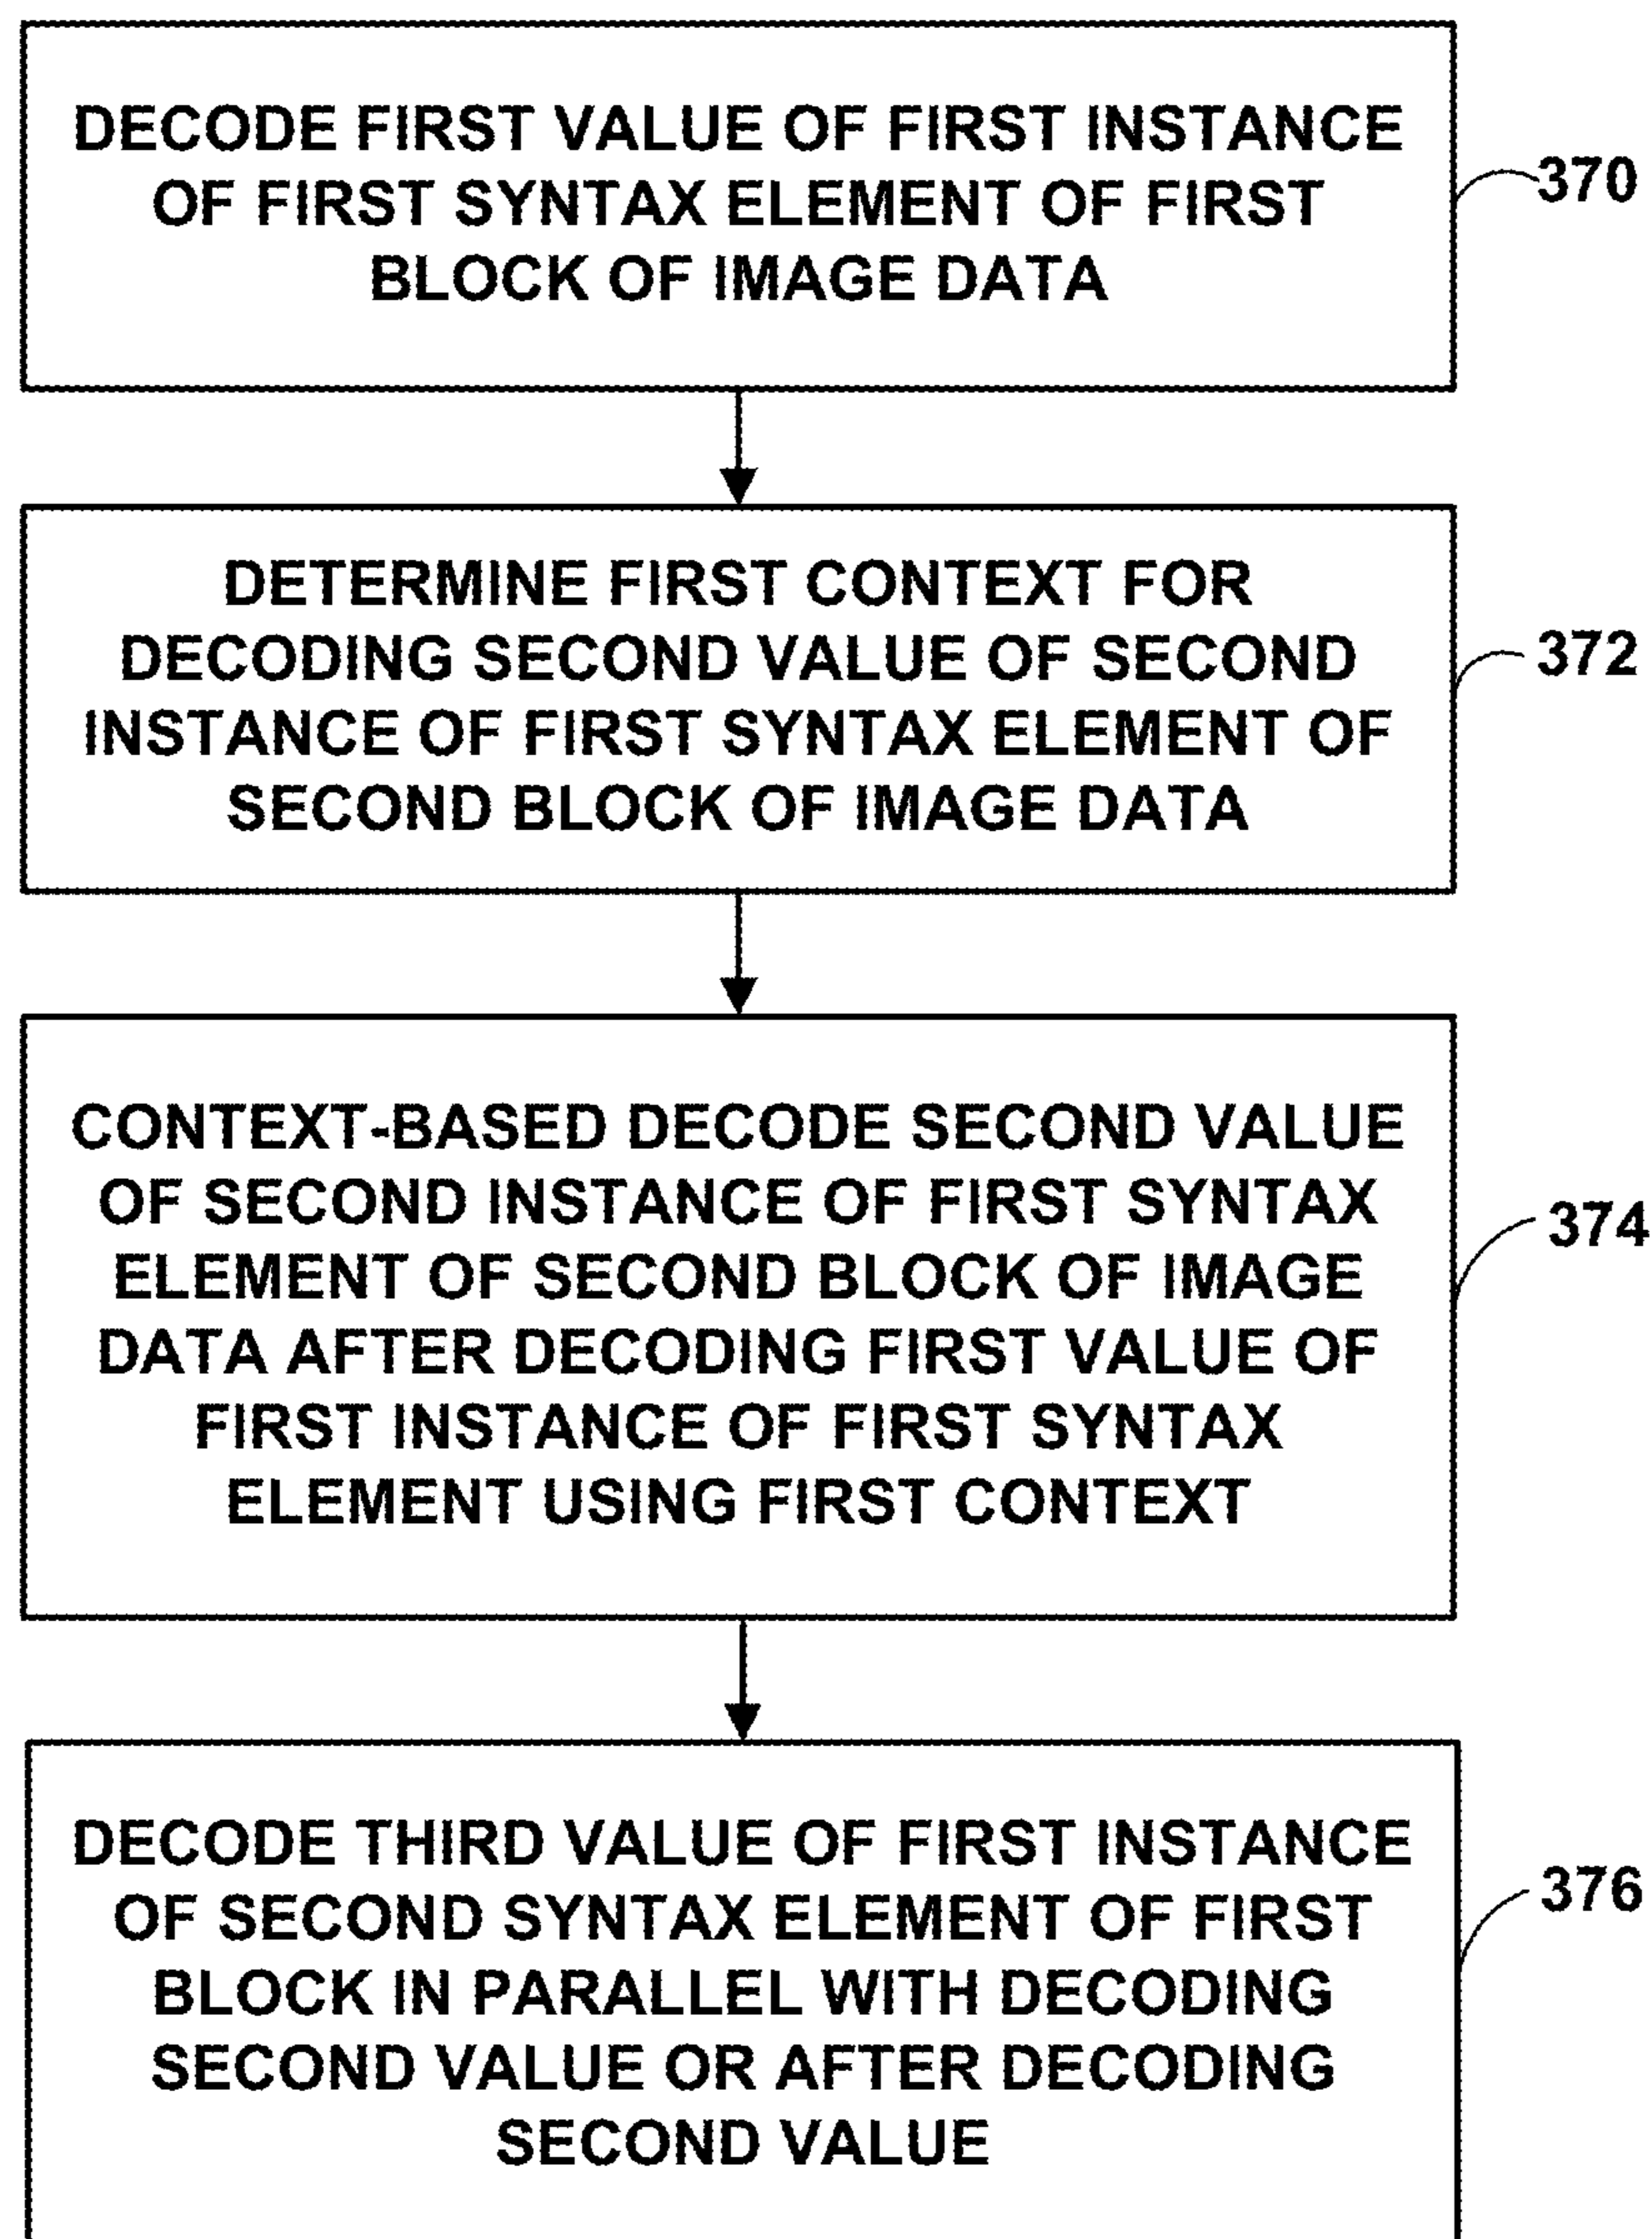 DECODE FIRST VALUE OF FIRST INSTANCE
OF FIRST SYNTAX ELEMENT OF FIRST
BLOCK OF IMAGE DATA
370
DETERMINE FIRST CONTEXT FOR
DECODING SECOND VALUE OF SECOND
INSTANCE OF FIRST SYNTAX ELEMENT OF
SECOND BLOCK OF IMAGE DATA
372
CONTEXT-BASED DECODE SECOND VALUE
OF SECOND INSTANCE OF FIRST SYNTAX
ELEMENT OF SECOND BLOCK OF IMAGE
DATA AFTER DECODING FIRST VALUE OF
FIRST INSTANCE OF FIRST SYNTAX
ELEMENT USING FIRST CONTEXT
374
DECODE THIRD VALUE OF FIRST INSTANCE
OF SECOND SYNTAX ELEMENT OF FIRST
BLOCK IN PARALLEL WITH DECODING
SECOND VALUE OR AFTER DECODING
SECOND VALUE
376